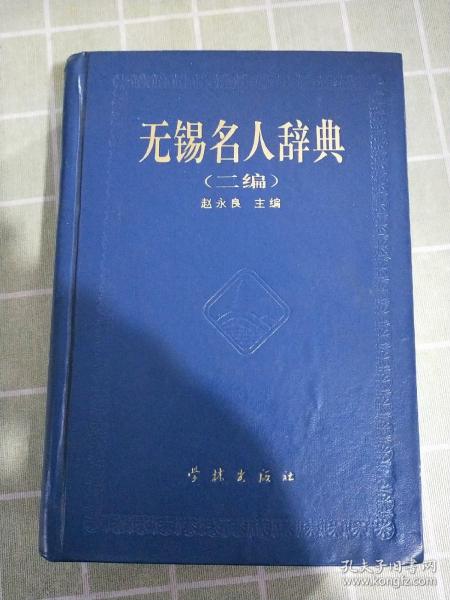 无锡名人辞典
（二编）
赵永良 主编
学林出版社
孔夫子旧书网
kongfz.com